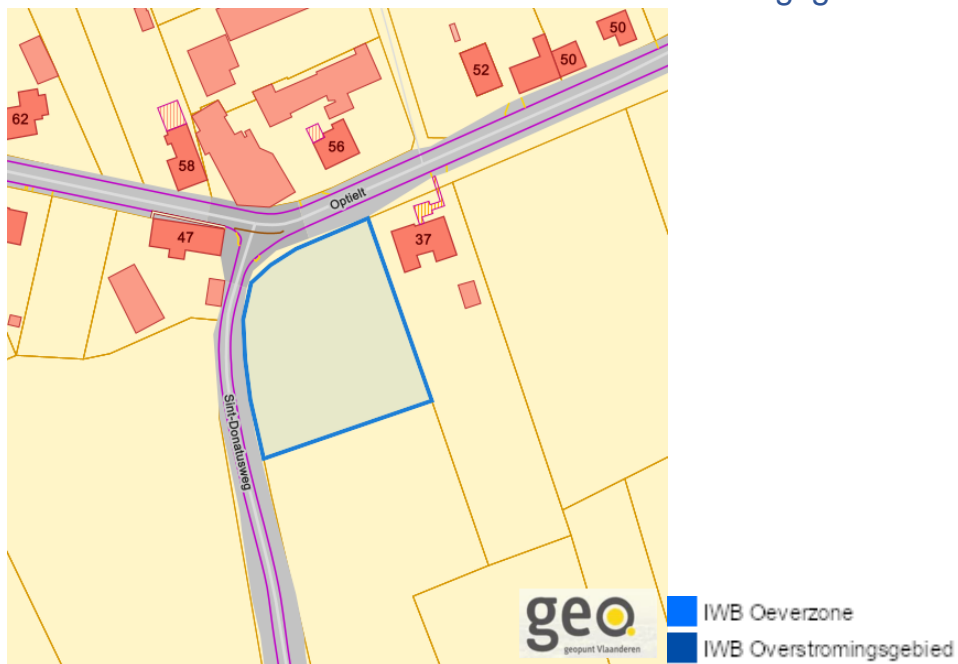 50
52
50
62
56
58
Optielt
47
37
Sint-Donatusweg
geo
geopunt Vlaanderen
IWB Oeverzone
IWB Overstromingsgebied